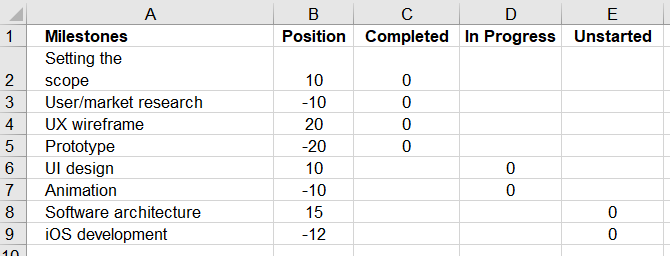 A B C D E
1 Milestones Position Completed In Progress Unstarted
Setting the
2 scope 10 0
3 User/market research -10 0
4 UX wireframe 20 0
5 Prototype -20 0
6 UI design 10 0
7 Animation -10 0
8 Software architecture 15 0
9 iOS development -12 0
10